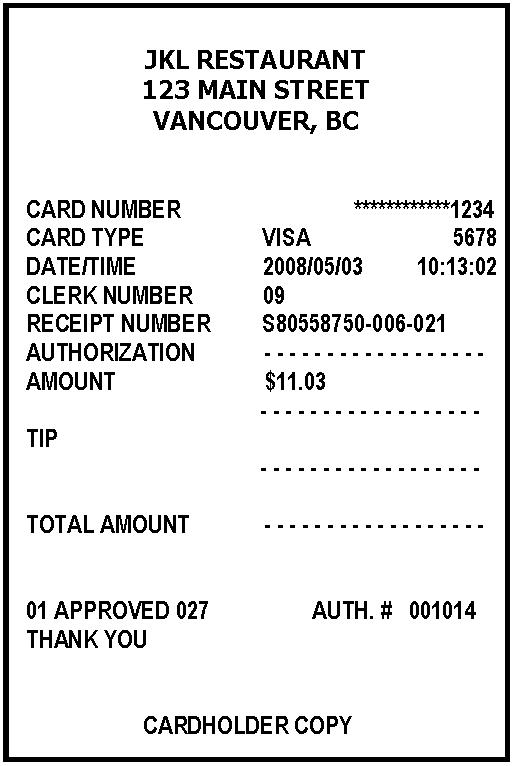 JKL RESTAURANT
123 MAIN STREET
VANCOUVER, BC
CARD NUMBER ************1234
CARD TYPE VISA 5678
DATE/TIME 2008/05/03 10:13:02
CLERK NUMBER 09
RECEIPT NUMBER S80558750-006-021
AUTHORIZATION - - - - - - - - - - - - - - - - - -
AMOUNT $11.03
- - - - - - - - - - - - - - - - - -
TIP
- - - - - - - - - - - - - - - - - -
TOTAL AMOUNT - - - - - - - - - - - - - - - - - -
01 APPROVED 027 AUTH. # 001014
THANK YOU
CARDHOLDER COPY